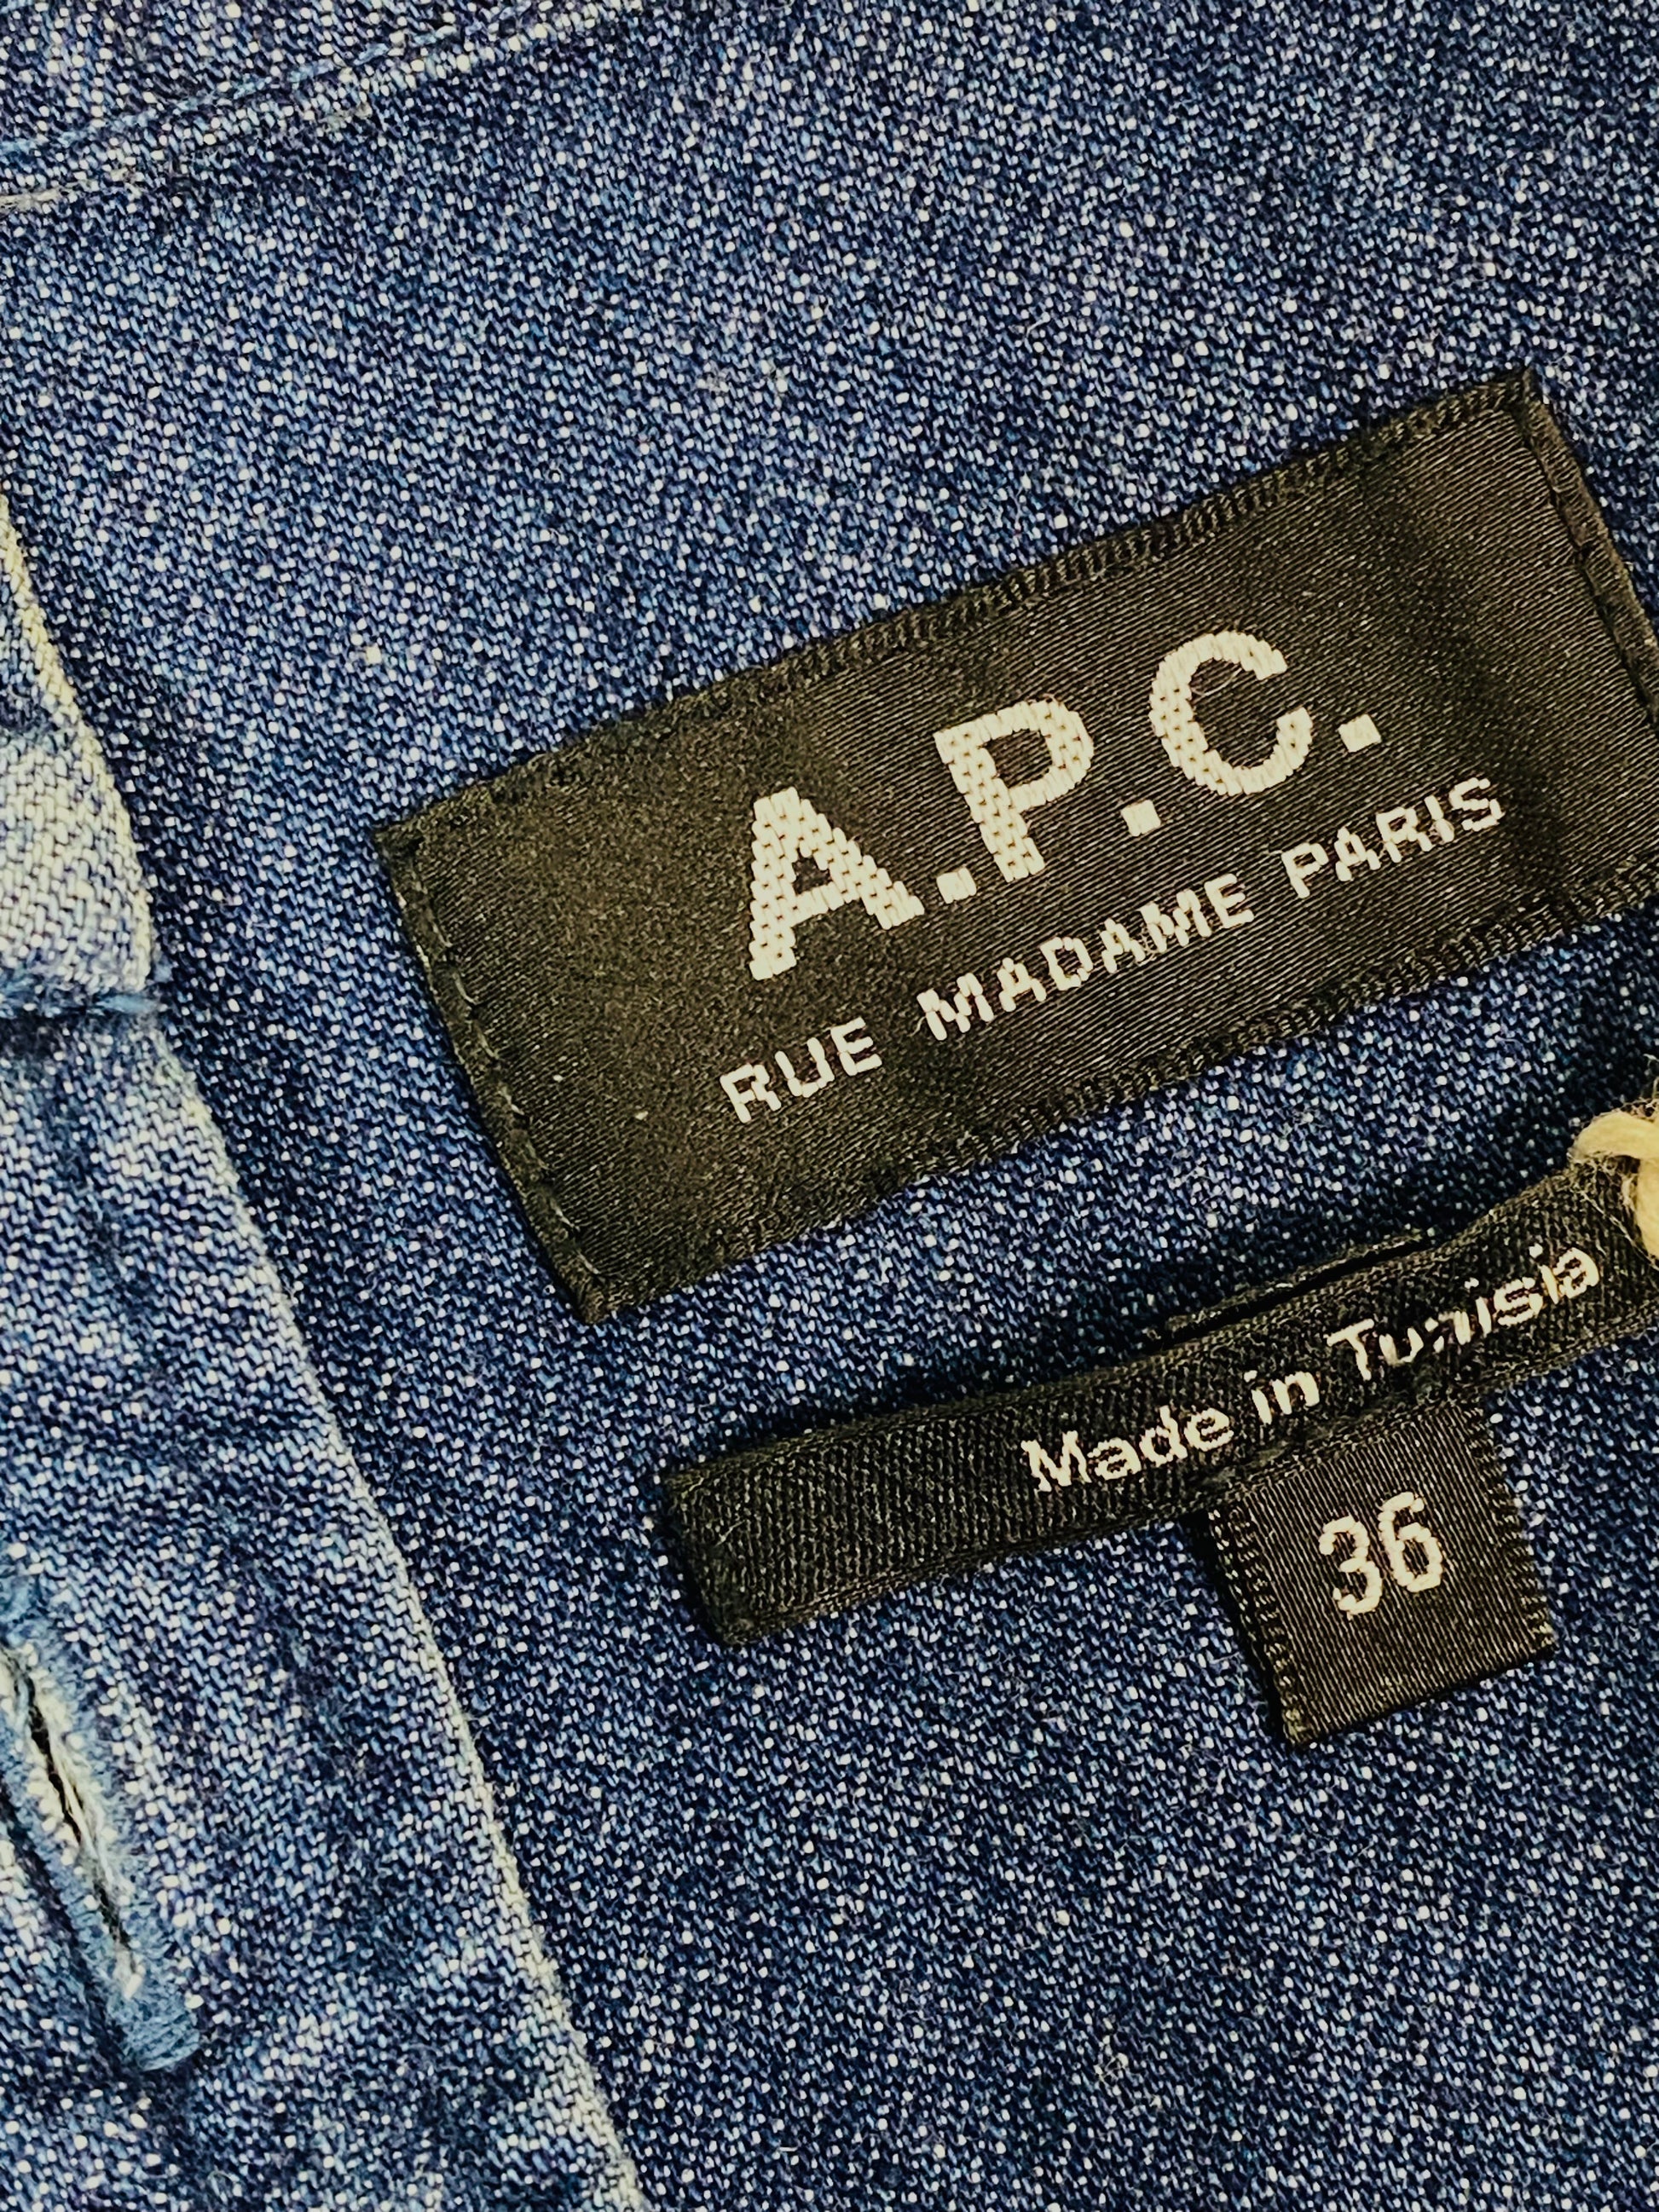 A.P.C.
RUE MADAME PARIS
Made in Tunisia
36